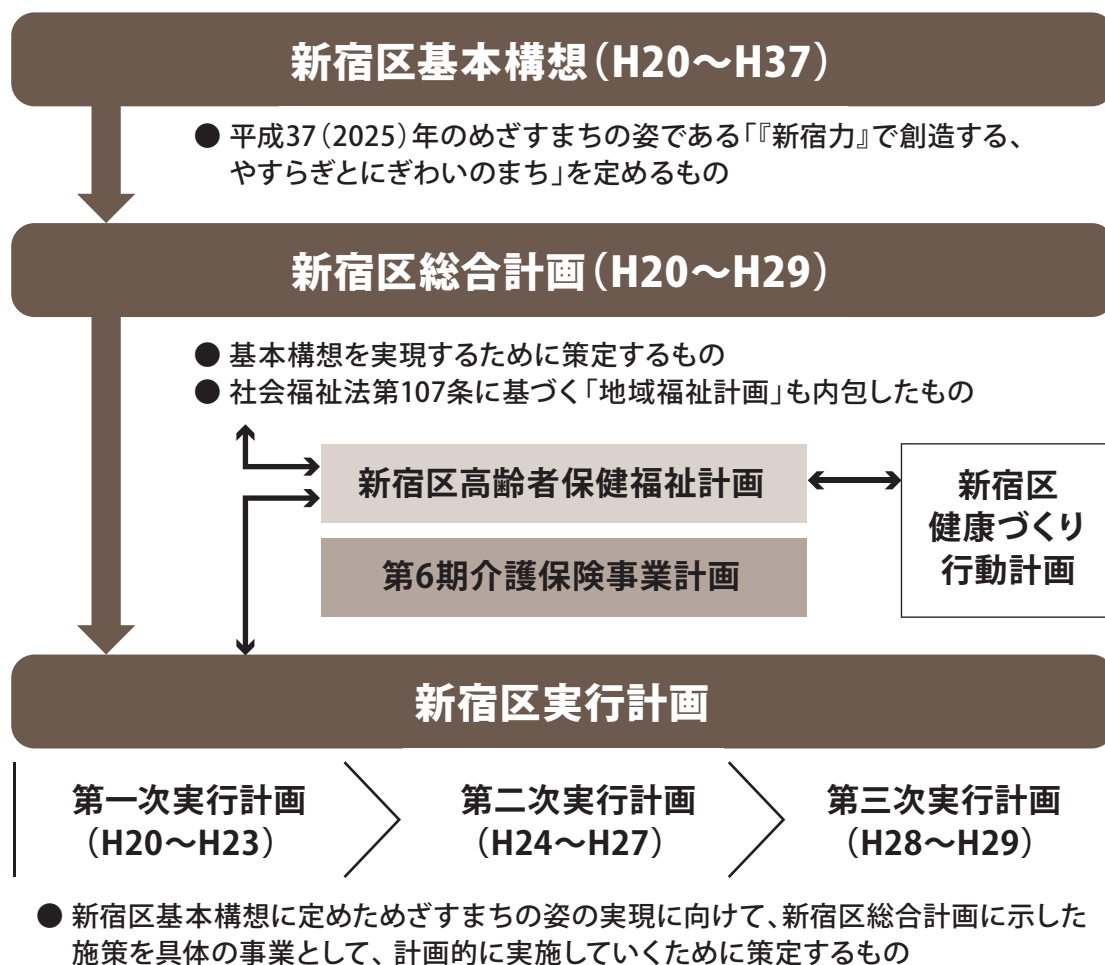 新宿区基本構想(H20〜H37)
● 平成37(2025)年のめざすまちの姿である「『新宿力』で創造する、
やすらぎとにぎわいのまち」を定めるもの
新宿区総合計画(H20〜H29)
● 基本構想を実現するために策定するもの
● 社会福祉法第107条に基づく「地域福祉計画」も内包したもの
新宿区高齢者保健福祉計画
第6期介護保険事業計画
新宿区
健康づくり
行動計画
新宿区実行計画
第一次実行計画
(H20〜H23)
第二次実行計画
(H24〜H27)
第三次実行計画
(H28〜H29)
● 新宿区基本構想に定めためざすまちの姿の実現に向けて、新宿区総合計画に示した
施策を具体の事業として、計画的に実施していくために策定するもの